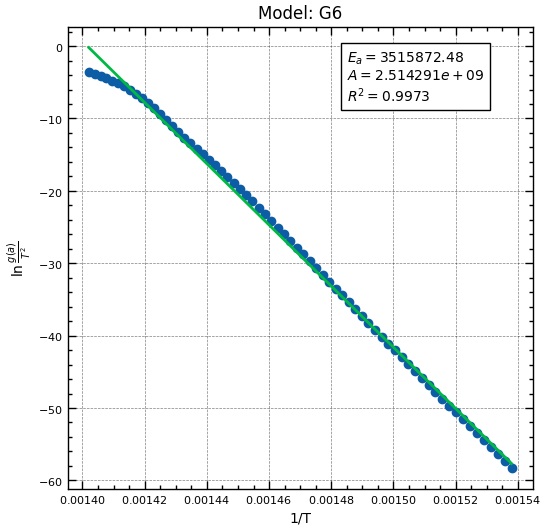 Model: G6
E_a = 3515872.48
A = 2.514291e + 09
R^2 = 0.9973
0
−10
−20
−30
−40
−50
−60
ln g(a)/T^2
0.00140 0.00142 0.00144 0.00146 0.00148 0.00150 0.00152 0.00154
1/T